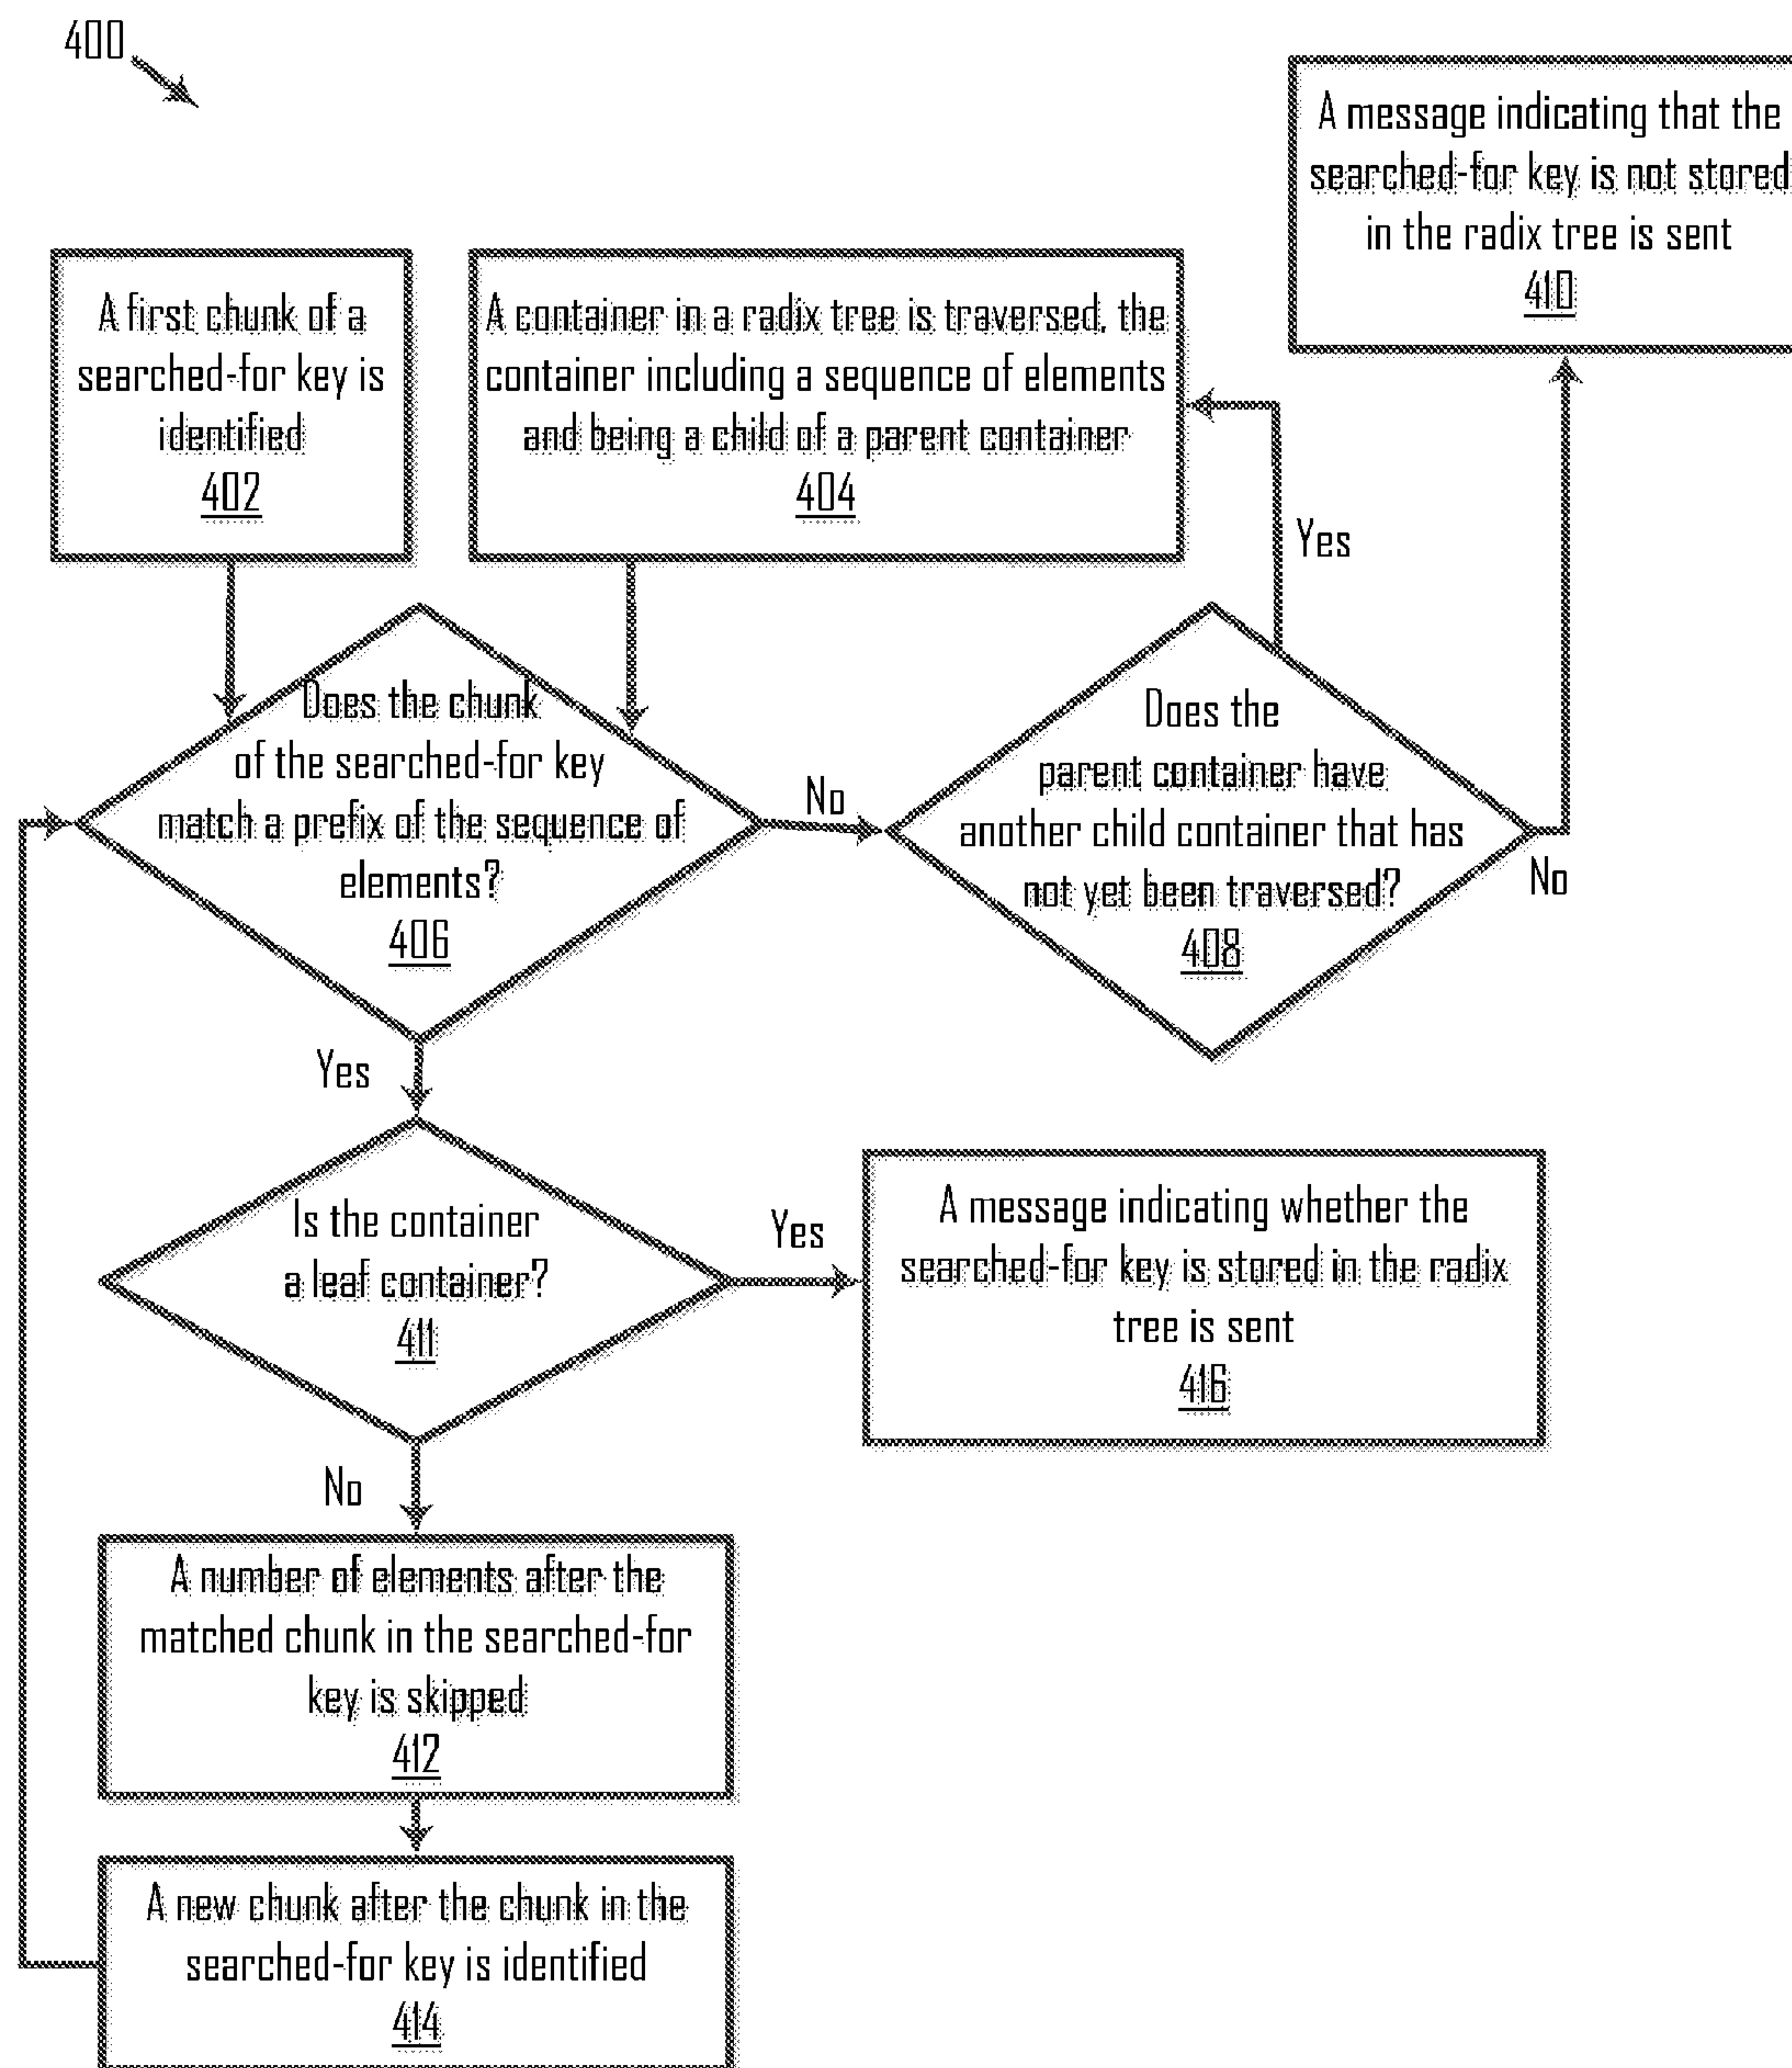 400
A message indicating that the
searched-for key is not stored
in the radix tree is sent
410
A first chunk of a
searched-for key is
identified
402
A container in a radix tree is traversed, the
container including a sequence of elements
and being a child of a parent container
404
Yes
Does the chunk
of the searched-for key
match a prefix of the sequence of
elements?
406
No
Does the
parent container have
another child container that has
not yet been traversed?
408
No
Yes
Is the container
a leaf container?
411
Yes
A message indicating whether the
searched-for key is stored in the radix
tree is sent
416
No
A number of elements after the
matched chunk in the searched-for
key is skipped
412
A new chunk after the chunk in the
searched-for key is identified
414